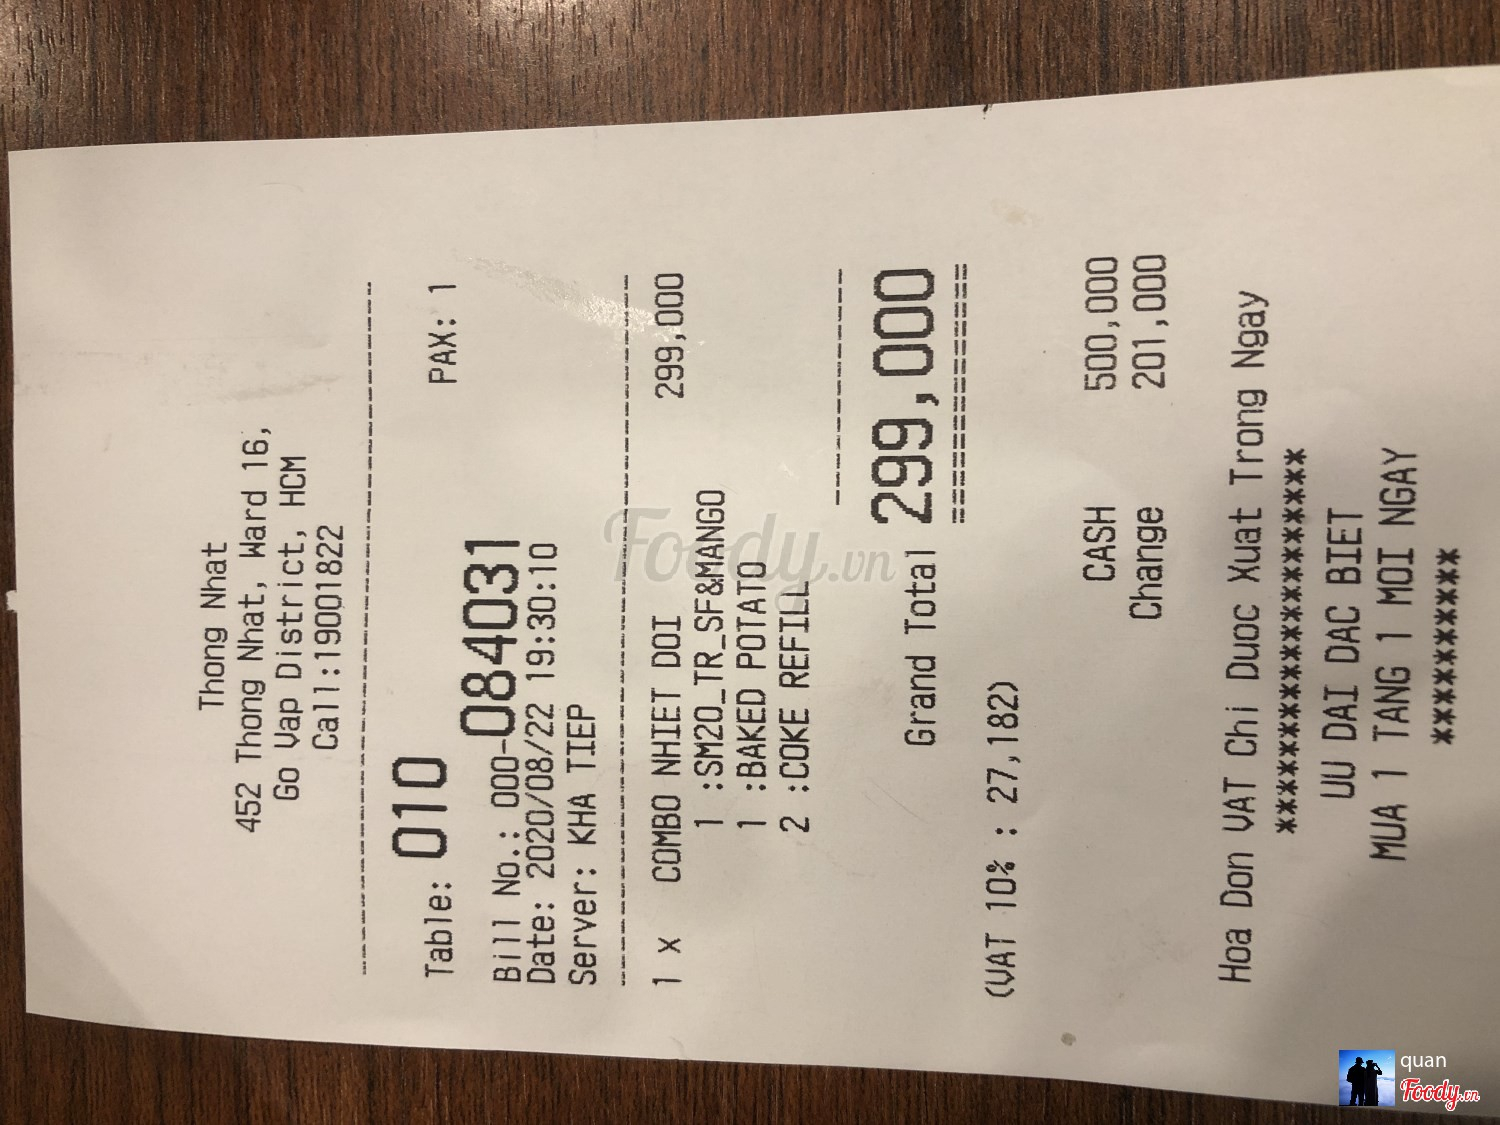 Thong Nhat
452 Thong Nhat, Ward 16,
Go Vap District, HCM
Call:19001822
Table: 010 PAX: 1
Bill No.: 000-084031
Date: 2020/08/22 19:30:10
Server: KHA TIEP
1 x COMBO NHIET DOI 299,000
1 :SM20_TR_SF&MANGO
1 :BAKED POTATO
2 :COKE REFILL
Grand Total 299,000
(VAT 10% : 27,182)
CASH 500,000
Change 201,000
Hoa Don VAT Chi Duoc Xuat Trong Ngay
**************************
UU DAI DAC BIET
MUA 1 TANG 1 MOI NGAY
*************
Foody.vn
quan
Foody.vn